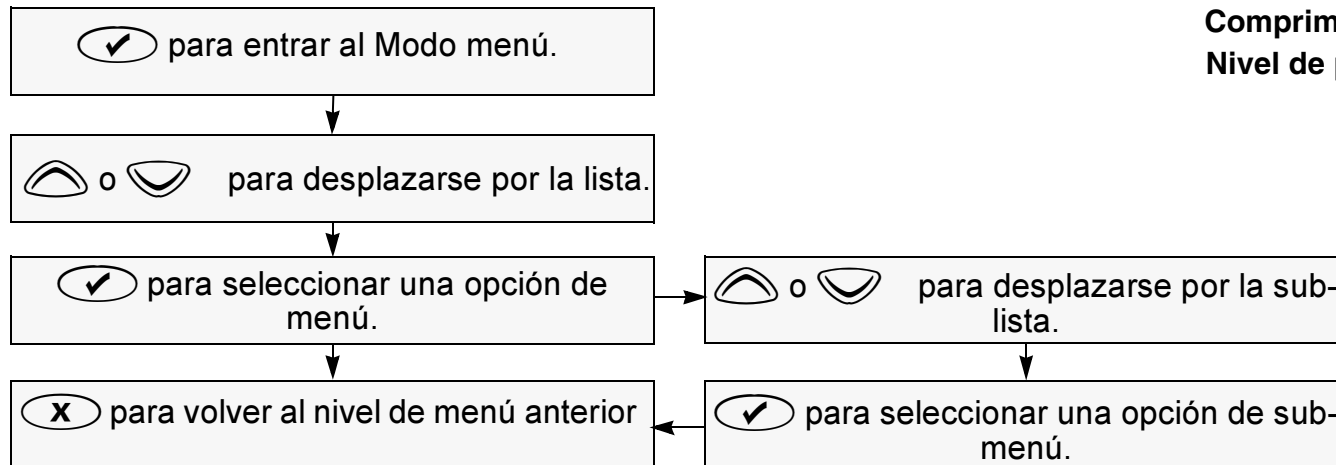 para entrar al Modo menú.
o para desplazarse por la lista.
para seleccionar una opción de
menú.
x para volver al nivel de menú anterior
o para desplazarse por la sub-
lista.
para seleccionar una opción de sub-
menú.
Nivel de